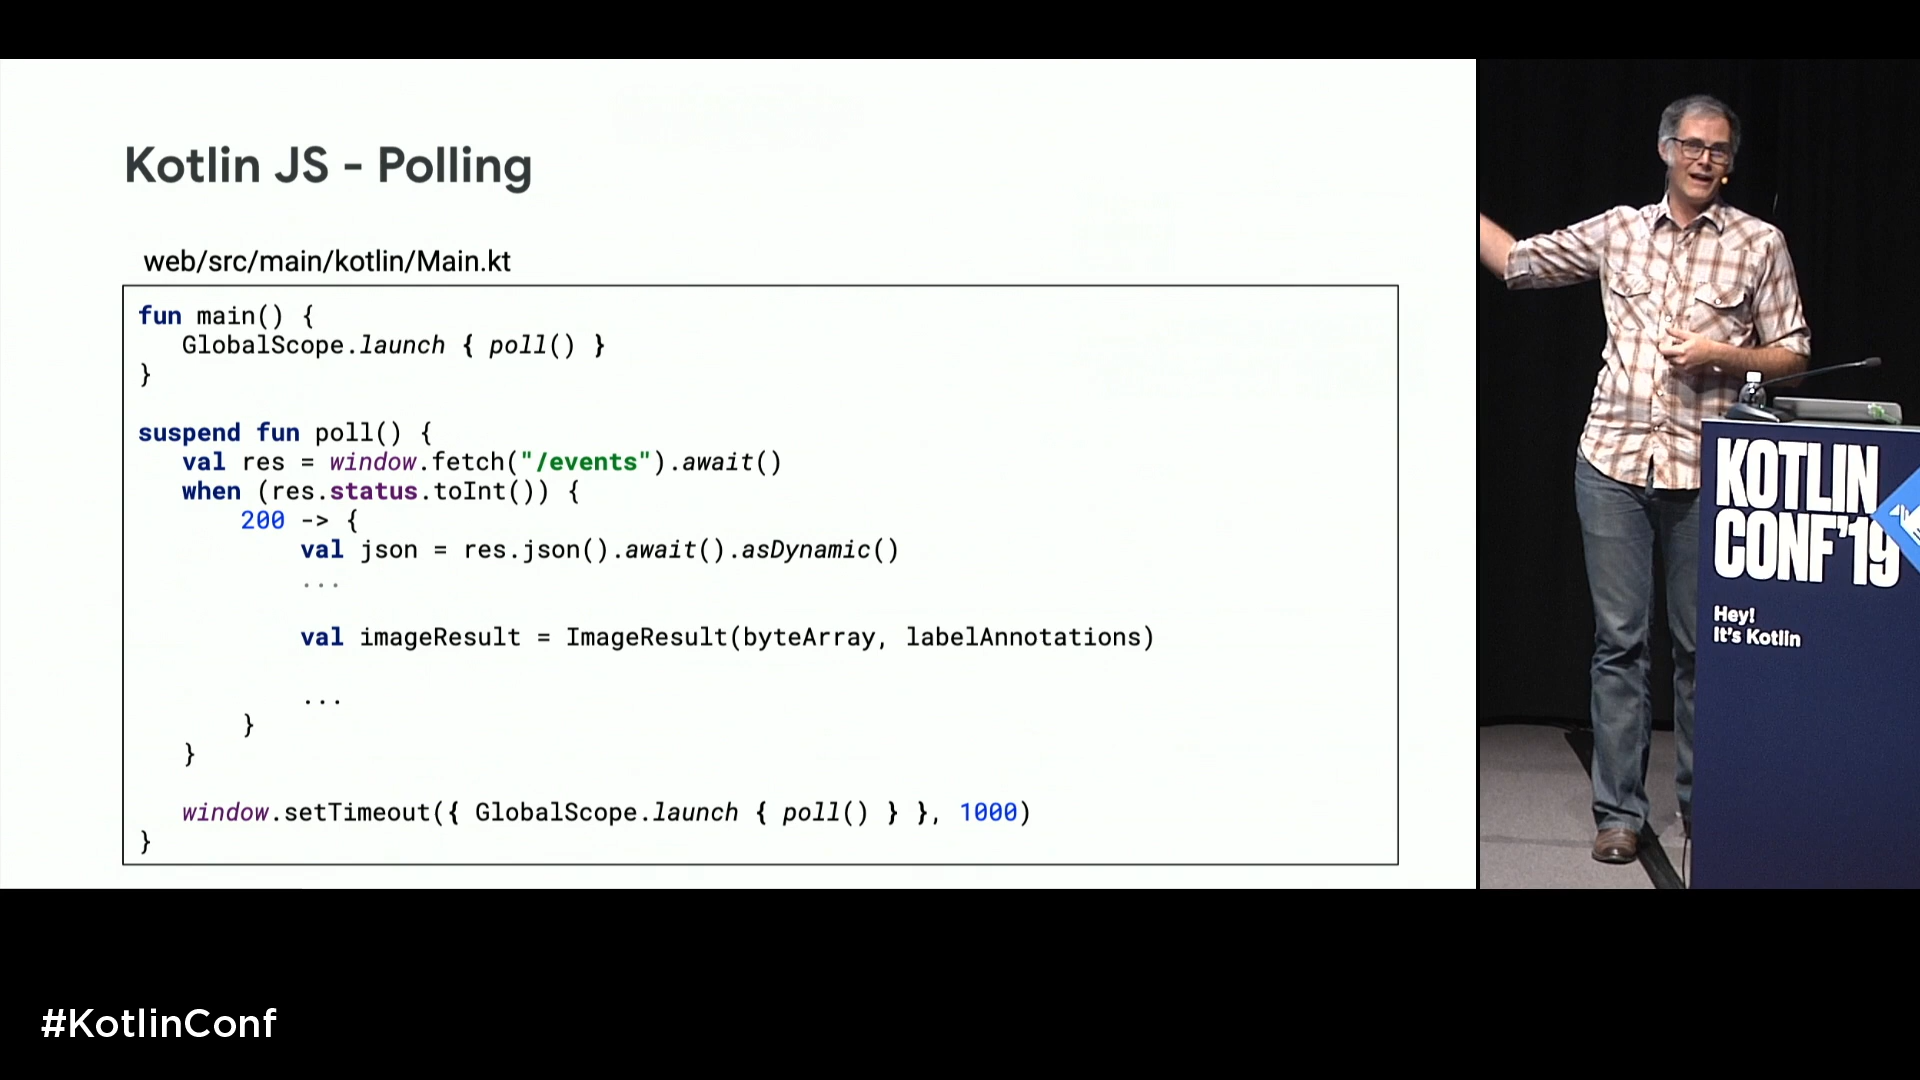 Kotlin JS - Polling
web/src/main/kotlin/Main.kt
fun main() {
   GlobalScope.launch { poll() }
}
suspend fun poll() {
   val res = window.fetch("/events").await()
   when (res.status.toInt()) {
       200 -> {
           val json = res.json().await().asDynamic()
           ...
           val imageResult = ImageResult(byteArray, labelAnnotations)
           ...
       }
   }
   window.setTimeout({ GlobalScope.launch { poll() } }, 1000)
}
KOTLIN
CONF'19
Hey!
It's Kotlin
#KotlinConf